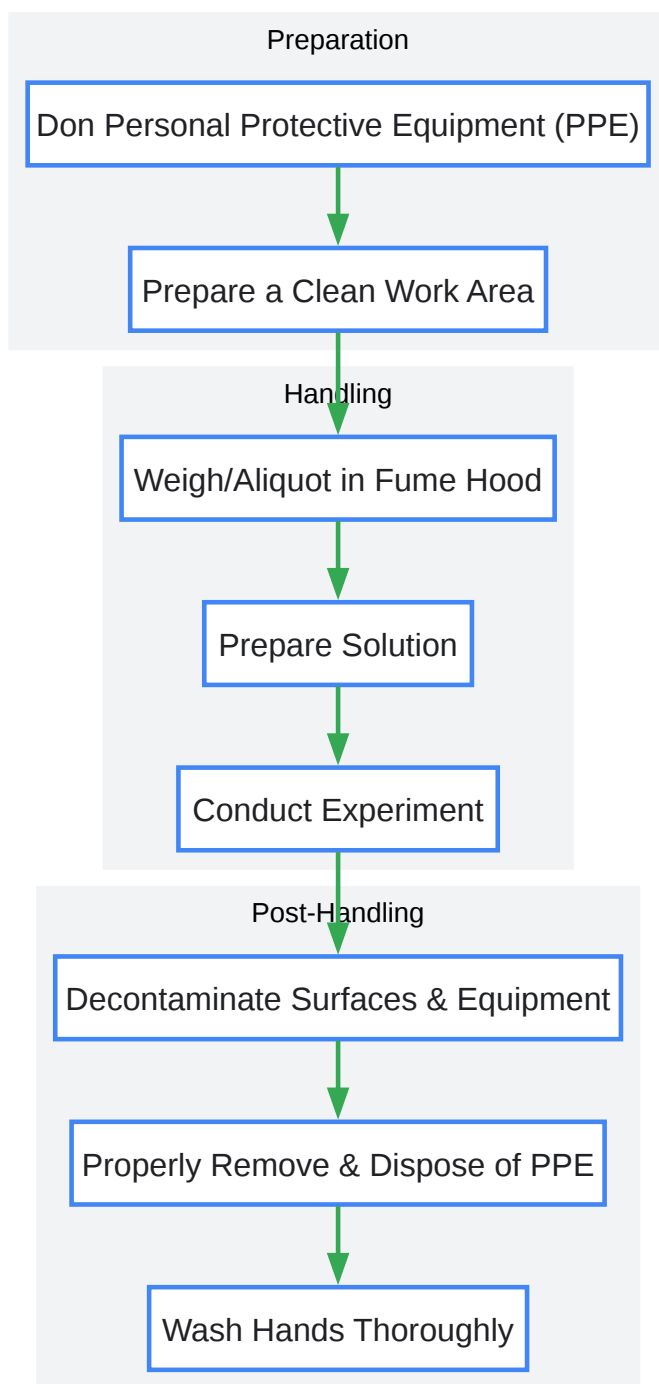 Preparation
Don Personal Protective Equipment (PPE)
Prepare a Clean Work Area
Handling
Weigh/Aliquot in Fume Hood
Prepare Solution
Conduct Experiment
Post-Handling
Decontaminate Surfaces & Equipment
Properly Remove & Dispose of PPE
Wash Hands Thoroughly